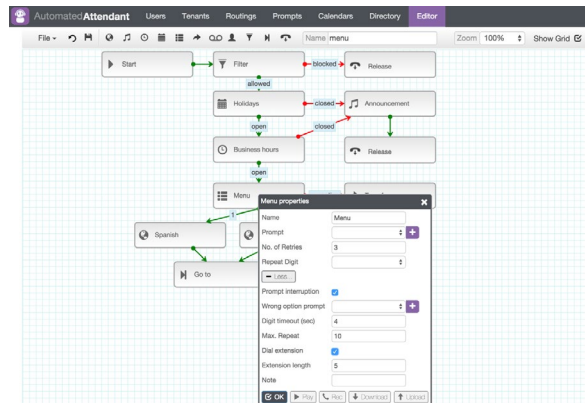 AutomatedAttendant Users Tenants Routings Prompts Calendars Directory Editor
File Name menu Zoom 100% Show Grid
Start Filter blocked Release
allowed
Holidays closed Announcement
open closed
Business hours Release
open
Menu
Menu properties
1
Name Menu
Spanish Prompt
No. of Retries 3
Go to Repeat Digit
Less
Prompt interruption
Wrong option prompt
Digit timeout (sec) 4
Max. Repeat 10
Dial extension
Extension length 5
Note
OK Play Rec Download Upload